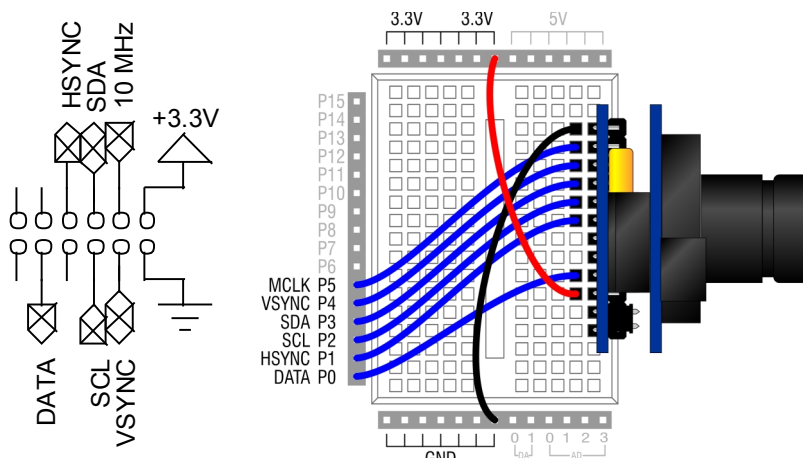 HSYNC
SDA
10 MHz
+3.3V
DATA
SCL
VSYNC
3.3V 3.3V 5V
P15
P14
P13
P12
P11
P10
P9
P8
P7
P6
MCLK P5
VSYNC P4
SDA P3
SCL P2
HSYNC P1
DATA P0
GND
0 1 0 1 2 3
DA AD